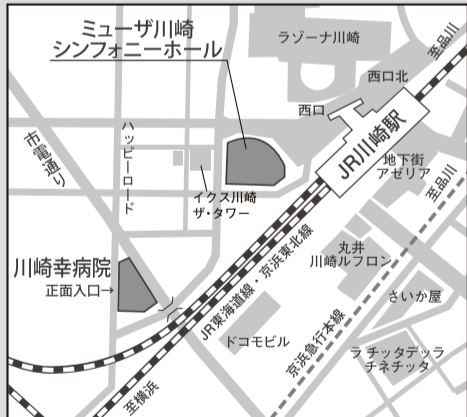 ミューザ川崎
シンフォニーホール
ラゾーナ川崎
至品川
西口北
西口
JR川崎駅
市電通り
ハッピーロード
地下街
アゼリア
至品川
イクス川崎
ザ・タワー
川崎幸病院
正面入口→
JR東海道線・京浜東北線
丸井
川崎ルフロン
さいか屋
ドコモビル
京浜急行本線
ラ チッタデッラ
チネチッタ
至横浜